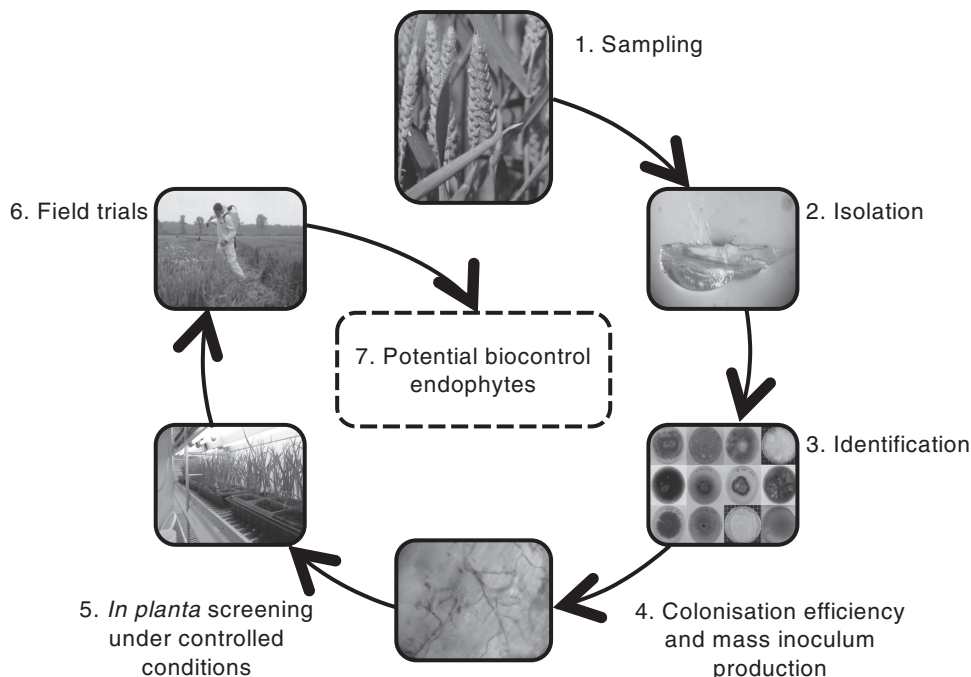 1. Sampling
2. Isolation
3. Identification
4. Colonisation efficiency
and mass inoculum
production
5. In planta screening
under controlled
conditions
6. Field trials
7. Potential biocontrol
endophytes